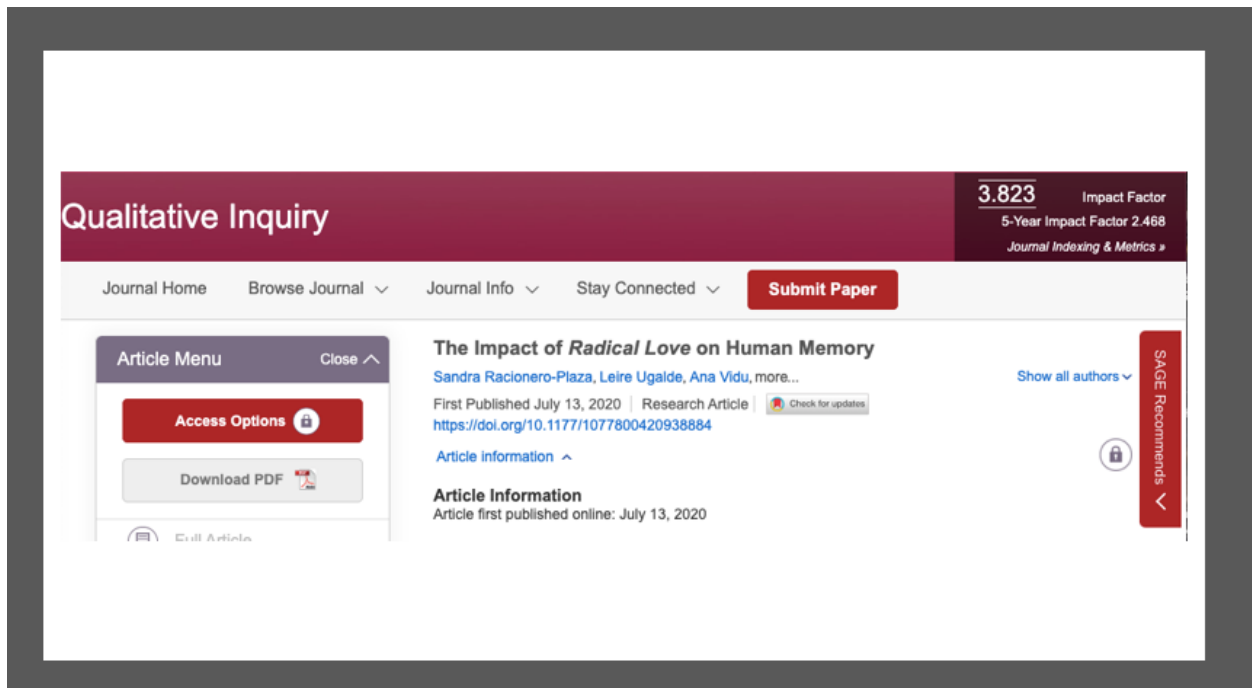 Qualitative Inquiry
3.823 Impact Factor
5-Year Impact Factor 2.468
Journal Indexing & Metrics »
Journal Home Browse Journal Journal Info Stay Connected Submit Paper
Article Menu Close
Access Options
Download PDF
Full Article
The Impact of Radical Love on Human Memory
Sandra Racionero-Plaza, Leire Ugalde, Ana Vidu, more...
Show all authors
First Published July 13, 2020 | Research Article | Check for updates
https://doi.org/10.1177/1077800420938884
Article information
Article Information
Article first published online: July 13, 2020
SAGE Recommends